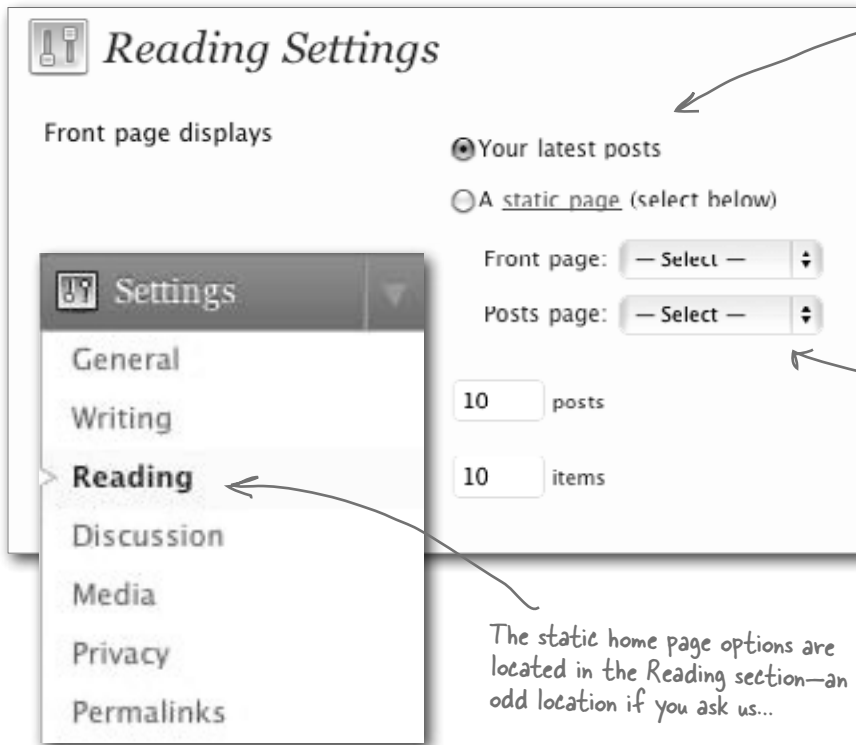 Reading Settings
Front page displays
Your latest posts
A static page (select below)
Front page: — Select —
Posts page: — Select —
10 posts
10 items
Settings
General
Writing
Reading
Discussion
Media
Privacy
Permalinks
The static home page options are
located in the Reading section—an
odd location if you ask us...